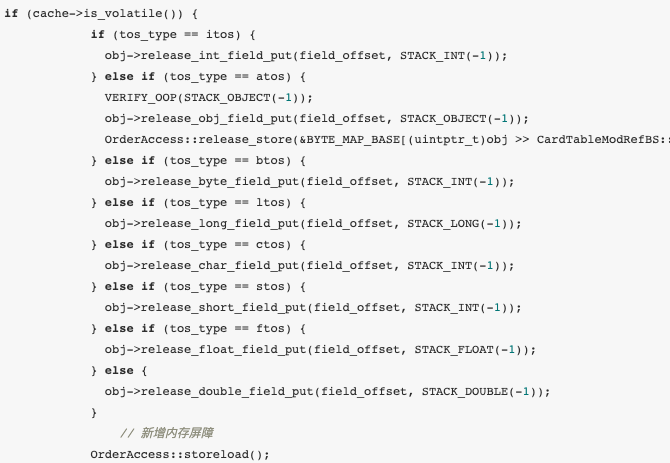 if (cache->is_volatile()) {
if (tos_type == itos) {
obj->release_int_field_put(field_offset, STACK_INT(-1));
} else if (tos_type == atos) {
VERIFY_OOP(STACK_OBJECT(-1));
obj->release_obj_field_put(field_offset, STACK_OBJECT(-1));
OrderAccess::release_store(&BYTE_MAP_BASE[(uintptr_t)obj >> CardTableModRefBS::
} else if (tos_type == btos) {
obj->release_byte_field_put(field_offset, STACK_INT(-1));
} else if (tos_type == ltos) {
obj->release_long_field_put(field_offset, STACK_LONG(-1));
} else if (tos_type == ctos) {
obj->release_char_field_put(field_offset, STACK_INT(-1));
} else if (tos_type == stos) {
obj->release_short_field_put(field_offset, STACK_INT(-1));
} else if (tos_type == ftos) {
obj->release_float_field_put(field_offset, STACK_FLOAT(-1));
} else {
obj->release_double_field_put(field_offset, STACK_DOUBLE(-1));
}
// 新增内存屏障
OrderAccess::storeload();